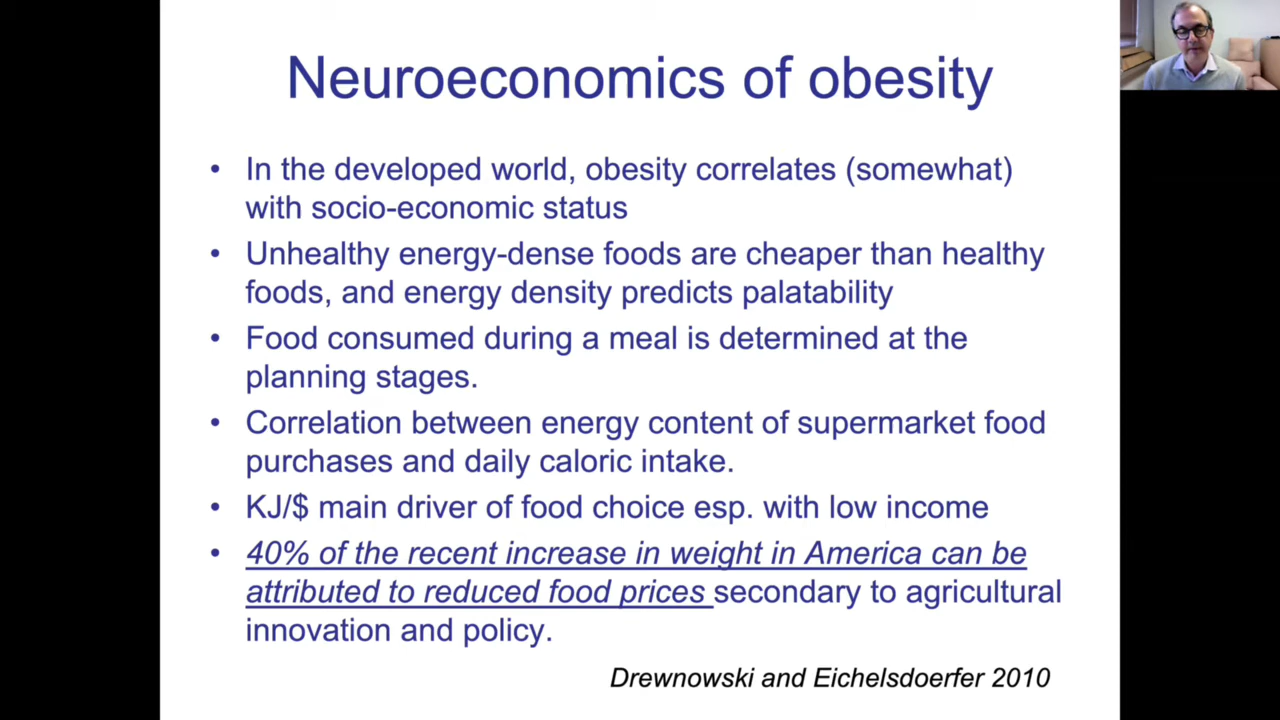 Neuroeconomics of obesity
• In the developed world, obesity correlates (somewhat)
with socio-economic status
• Unhealthy energy-dense foods are cheaper than healthy
foods, and energy density predicts palatability
• Food consumed during a meal is determined at the
planning stages.
• Correlation between energy content of supermarket food
purchases and daily caloric intake.
• KJ/$ main driver of food choice esp. with low income
• 40% of the recent increase in weight in America can be
attributed to reduced food prices secondary to agricultural
innovation and policy.
Drewnowski and Eichelsdoerfer 2010